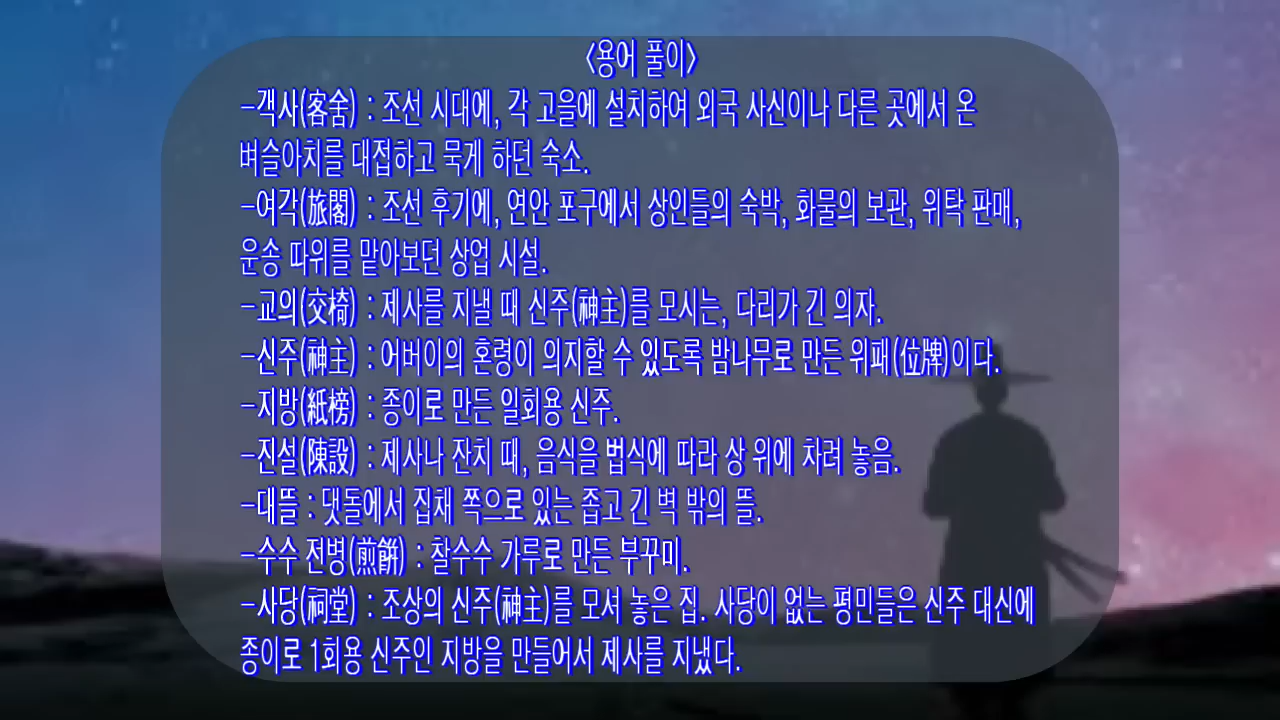 <용어 풀이>
-객사(客舍) : 조선 시대에, 각 고을에 설치하여 외국 사신이나 다른 곳에서 온
벼슬아치를 대접하고 묵게 하던 숙소.
-여각(旅閣) : 조선 후기에, 연안 포구에서 상인들의 숙박, 화물의 보관, 위탁 판매,
운송 따위를 맡아보던 상업 시설.
-교의(交椅) : 제사를 지낼 때 신주(神主)를 모시는, 다리가 긴 의자.
-신주(神主) : 어버이의 혼령이 의지할 수 있도록 밤나무로 만든 위패(位牌)이다.
-지방(紙榜) : 종이로 만든 일회용 신주.
-진설(陳設) : 제사나 잔치 때, 음식을 법식에 따라 상 위에 차려 놓음.
-대뜰 : 댓돌에서 집채 쪽으로 있는 좁고 긴 벽 밖의 뜰.
-수수 전병(煎餠) : 찰수수 가루로 만든 부꾸미.
-사당(祠堂) : 조상의 신주(神主)를 모셔 놓은 집. 사당이 없는 평민들은 신주 대신에
종이로 1회용 신주인 지방을 만들어서 제사를 지냈다.